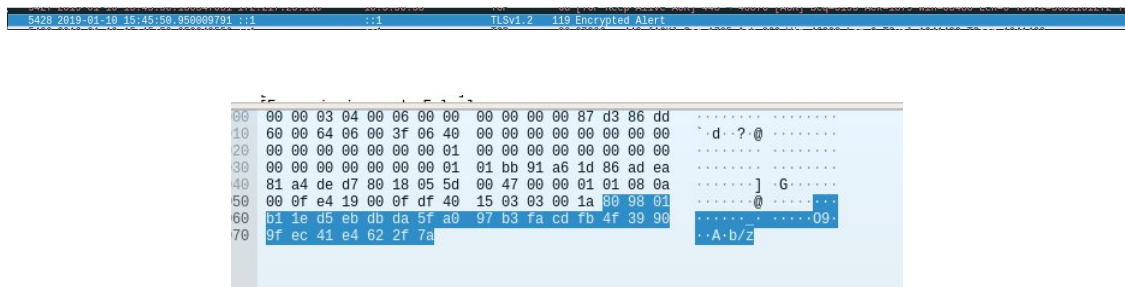 5428 2019-01-10 15:45:50.950009791 ::1 ::1 TLSv1.2 119 Encrypted Alert
00 00 03 04 00 06 00 00 00 00 00 00 87 d3 86 dd ········ ········
10 60 00 64 06 00 3f 06 40 00 00 00 00 00 00 00 00 `·d··?·@ ········
20 00 00 00 00 00 00 00 01 00 00 00 00 00 00 00 00 ········ ········
30 00 00 00 00 00 00 00 01 01 bb 91 a6 1d 86 ad ea ········ ········
40 81 a4 de d7 80 18 05 5d 00 47 00 00 01 01 08 0a ·······] ·G······
50 00 0f e4 19 00 0f df 40 15 03 03 00 1a 80 98 01 ·······@ ········
60 b1 1e d5 eb db da 5f a0 97 b3 fa cd fb 4f 39 90 ······_· ·····O9·
70 9f ec 41 e4 62 2f 7a ··A·b/z